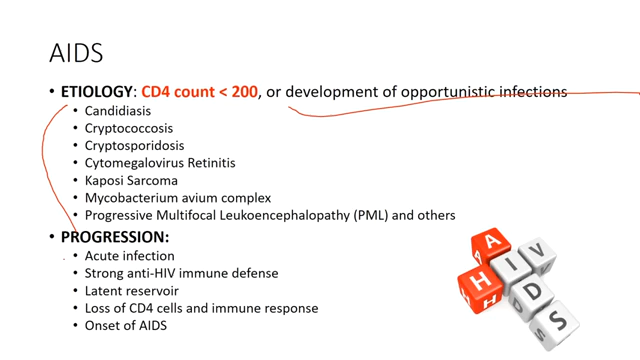 AIDS
• ETIOLOGY: CD4 count < 200, or development of opportunistic infections
• Candidiasis
• Cryptococcosis
• Cryptosporidosis
• Cytomegalovirus Retinitis
• Kaposi Sarcoma
• Mycobacterium avium complex
• Progressive Multifocal Leukoencephalopathy (PML) and others
• PROGRESSION:
• Acute infection
• Strong anti-HIV immune defense
• Latent reservoir
• Loss of CD4 cells and immune response
• Onset of AIDS
A
H I V
D
S